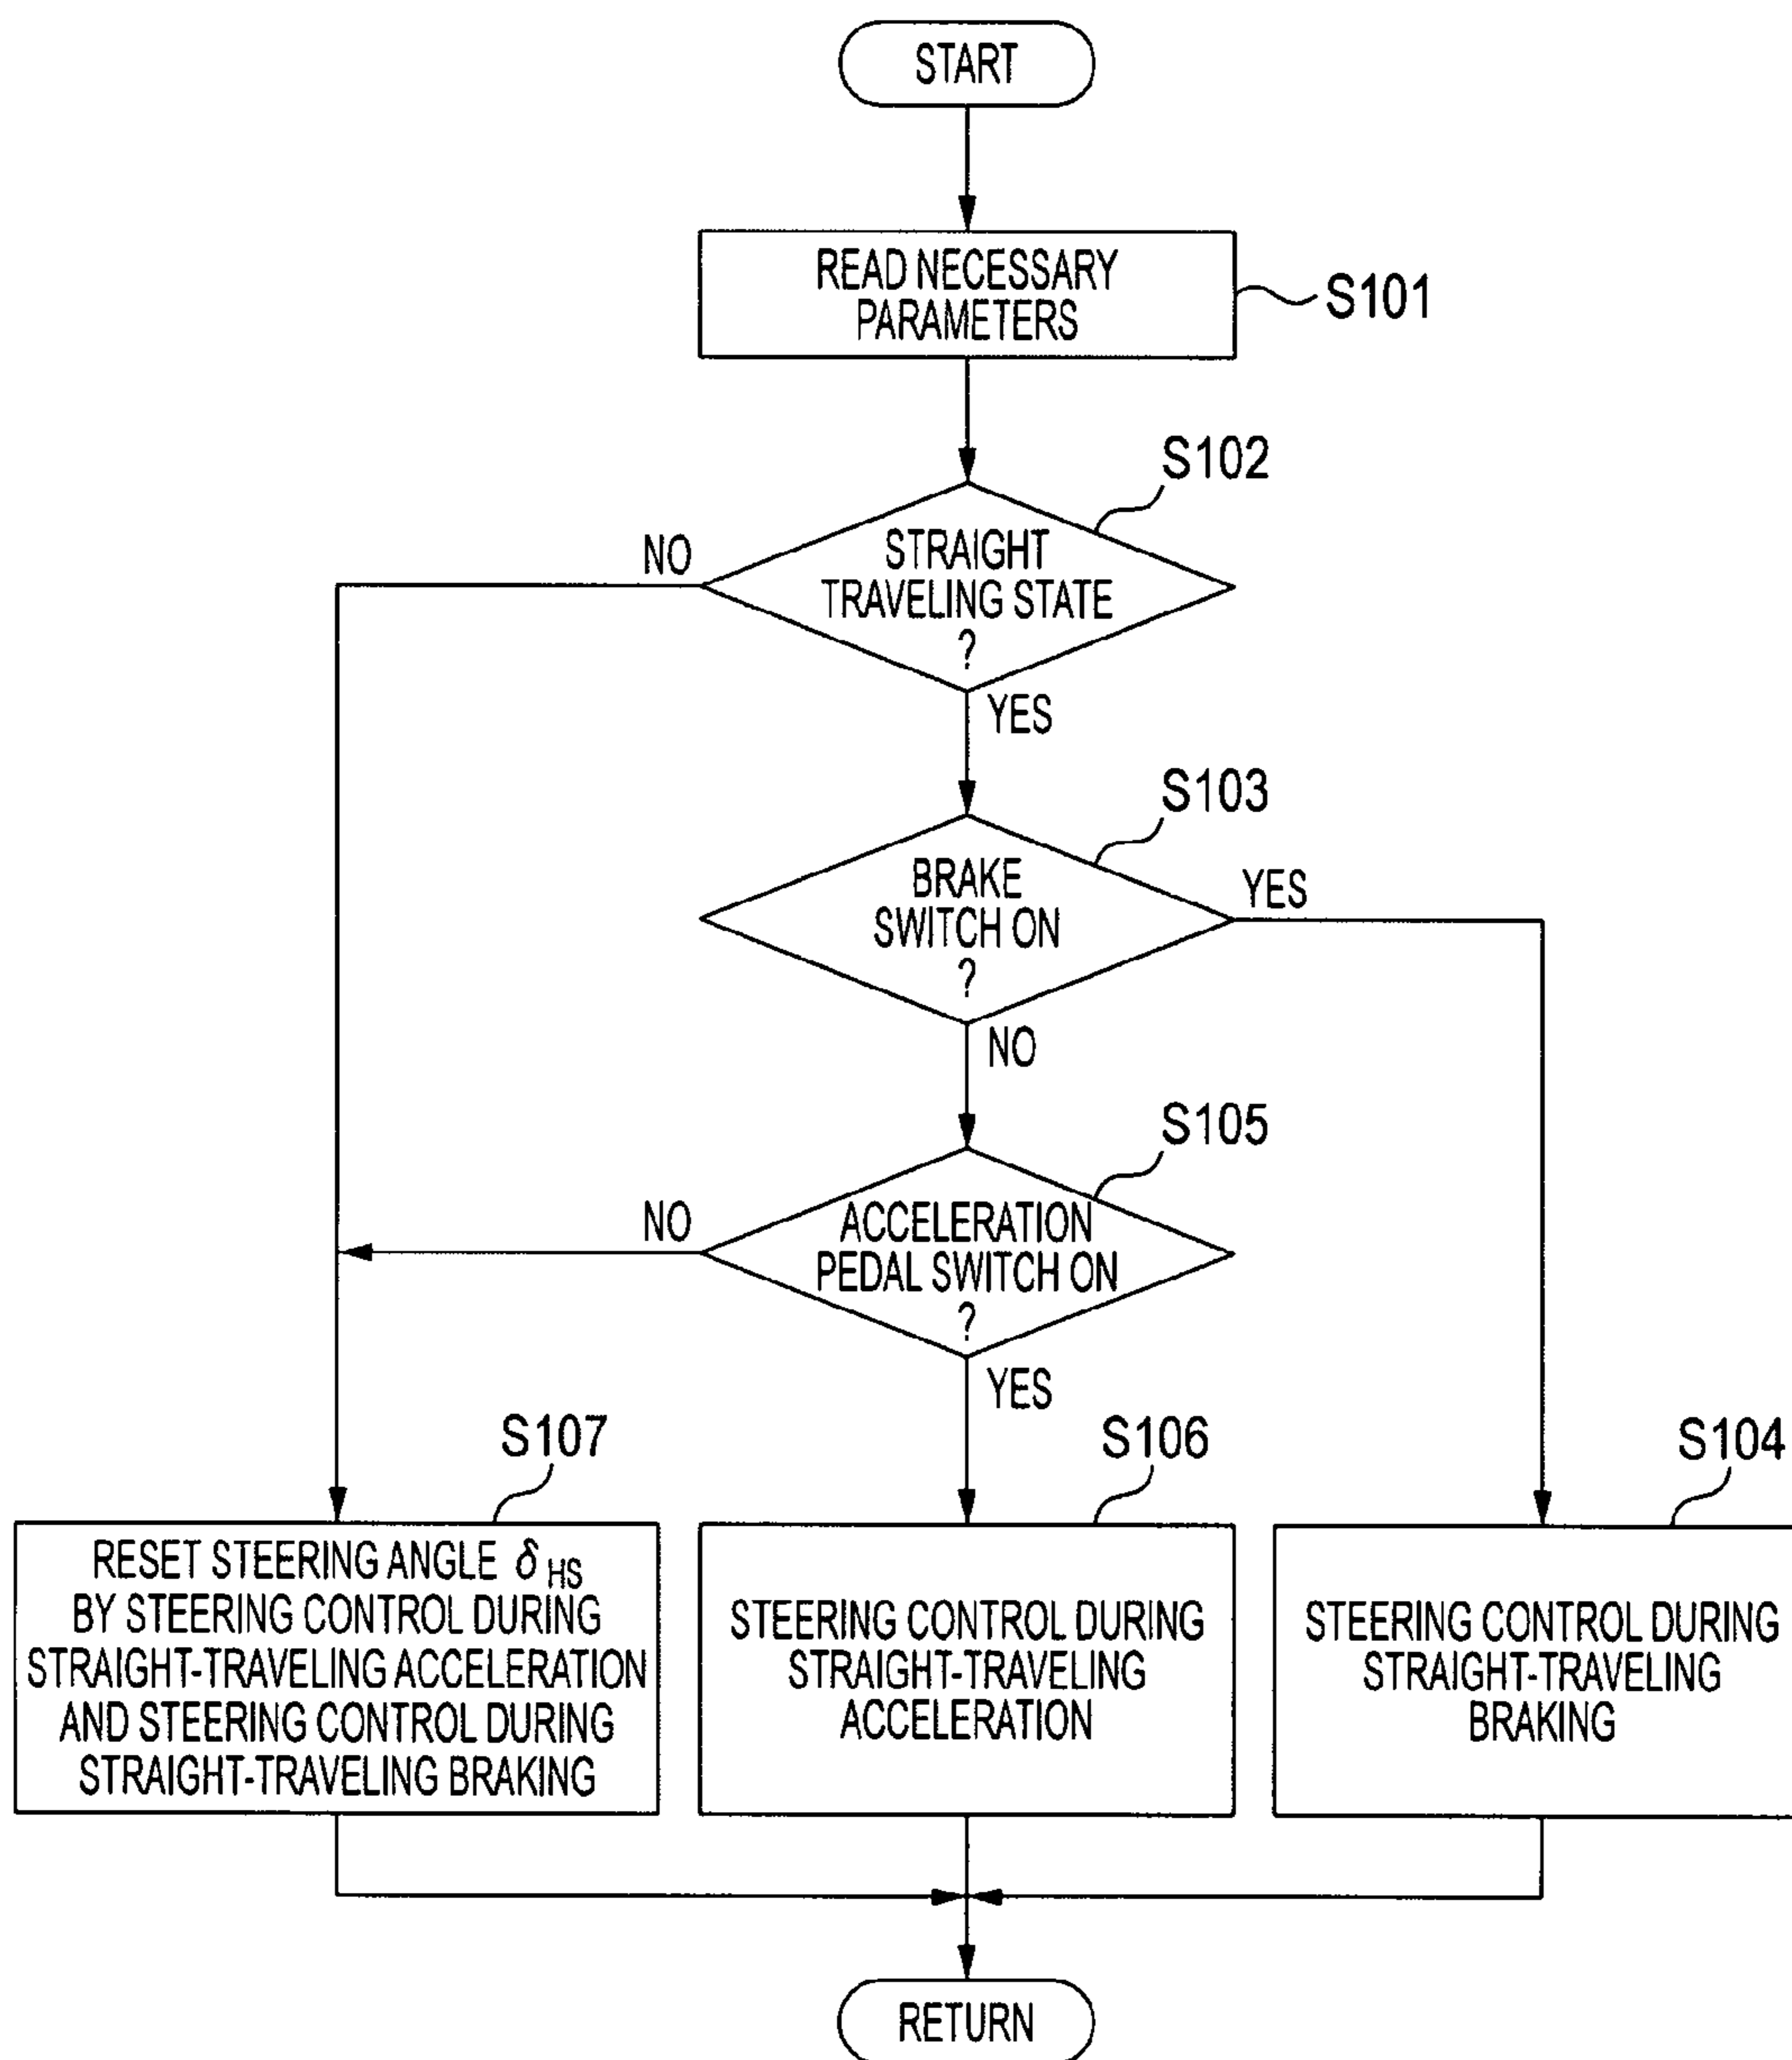 START
READ NECESSARY
PARAMETERS
S101
S102
NO
STRAIGHT
TRAVELING STATE
?
YES
S103
BRAKE
SWITCH ON
?
YES
NO
S105
NO
ACCELERATION
PEDAL SWITCH ON
?
YES
S107
RESET STEERING ANGLE δHS
BY STEERING CONTROL DURING
STRAIGHT-TRAVELING ACCELERATION
AND STEERING CONTROL DURING
STRAIGHT-TRAVELING BRAKING
S106
STEERING CONTROL DURING
STRAIGHT-TRAVELING
ACCELERATION
S104
STEERING CONTROL DURING
STRAIGHT-TRAVELING
BRAKING
RETURN